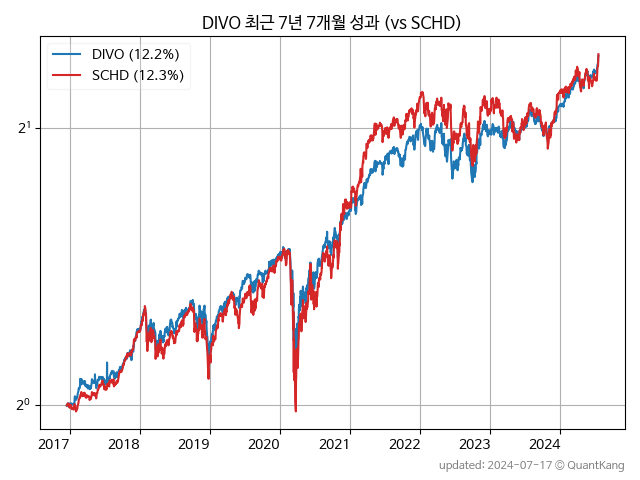 DIVO 최근 7년 7개월 성과 (vs SCHD)
DIVO (12.2%)
SCHD (12.3%)
2¹
2⁰
2017 2018 2019 2020 2021 2022 2023 2024
updated: 2024-07-17 © QuantKang